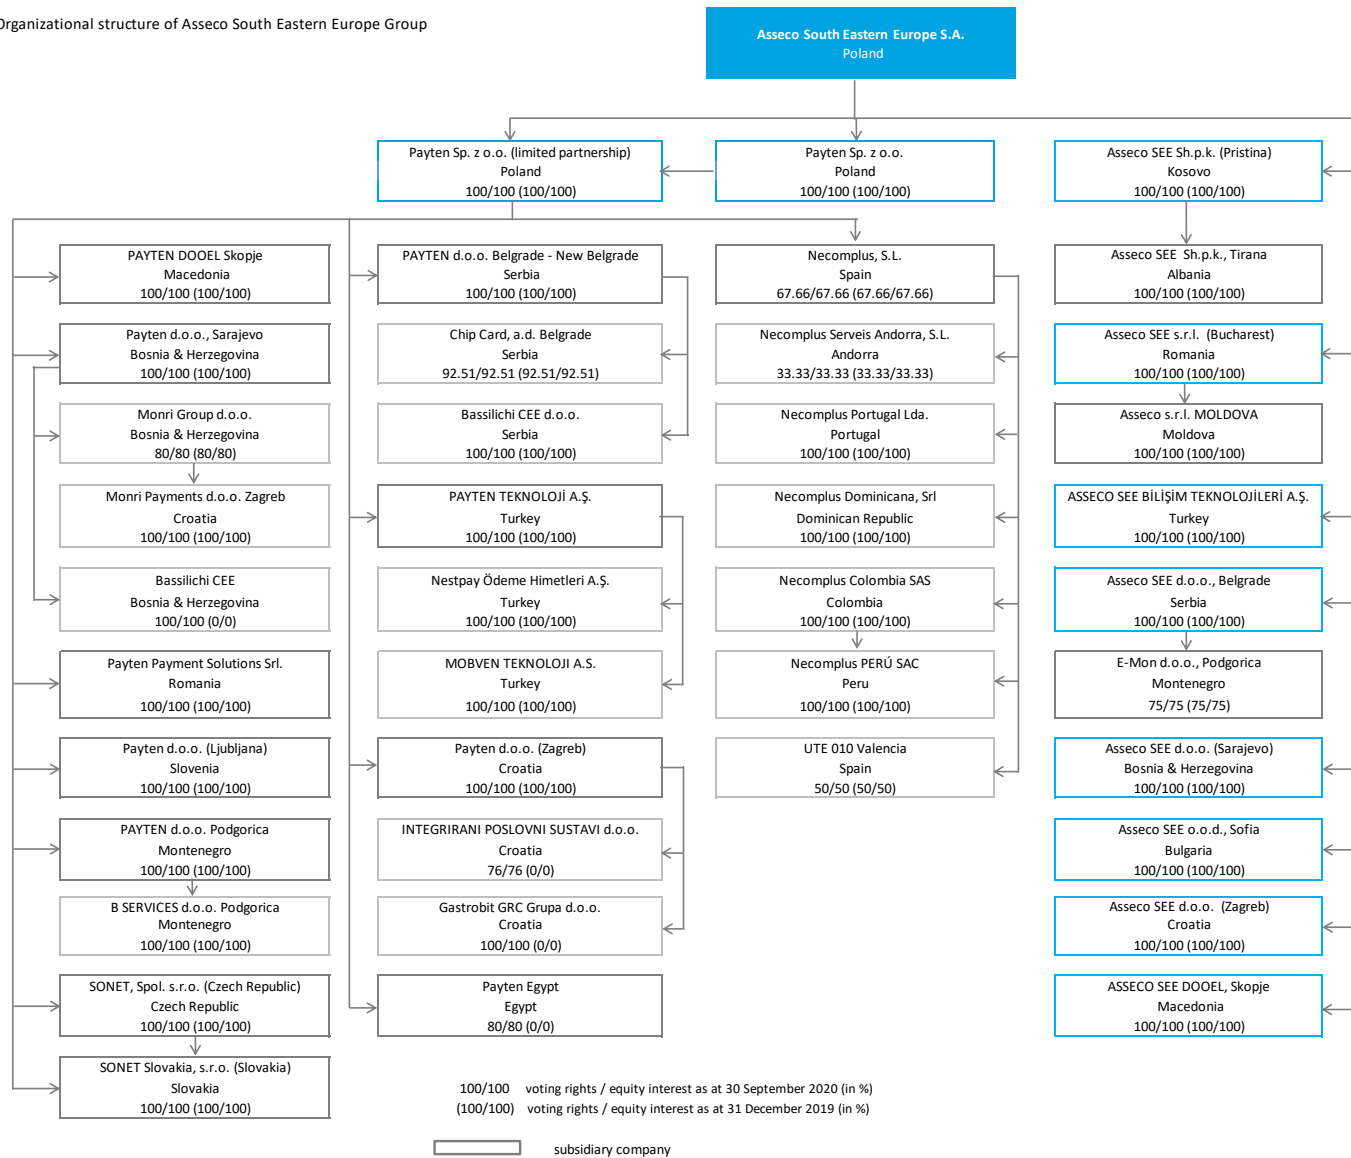 Organizational structure of Asseco South Eastern Europe Group
Asseco South Eastern Europe S.A.
Poland
Payten Sp. z o.o. (limited partnership)
Poland
100/100 (100/100)
Payten Sp. z o.o.
Poland
100/100 (100/100)
Asseco SEE Sh.p.k. (Pristina)
Kosovo
100/100 (100/100)
PAYTEN DOOEL Skopje
Macedonia
100/100 (100/100)
Payten d.o.o., Sarajevo
Bosnia & Herzegovina
100/100 (100/100)
Monri Group d.o.o.
Bosnia & Herzegovina
80/80 (80/80)
Monri Payments d.o.o. Zagreb
Croatia
100/100 (100/100)
Bassilichi CEE
Bosnia & Herzegovina
100/100 (0/0)
Payten Payment Solutions Srl.
Romania
100/100 (100/100)
Payten d.o.o. (Ljubljana)
Slovenia
100/100 (100/100)
PAYTEN d.o.o. Podgorica
Montenegro
100/100 (100/100)
B SERVICES d.o.o. Podgorica
Montenegro
100/100 (100/100)
SONET, Spol. s.r.o. (Czech Republic)
Czech Republic
100/100 (100/100)
SONET Slovakia, s.r.o. (Slovakia)
Slovakia
100/100 (100/100)
PAYTEN d.o.o. Belgrade - New Belgrade
Serbia
100/100 (100/100)
Chip Card, a.d. Belgrade
Serbia
92.51/92.51 (92.51/92.51)
Bassilichi CEE d.o.o.
Serbia
100/100 (100/100)
PAYTEN TEKNOLOJİ A.Ş.
Turkey
100/100 (100/100)
Nestpay Ödeme Himetleri A.Ş.
Turkey
100/100 (100/100)
MOBVEN TEKNOLOJI A.S.
Turkey
100/100 (100/100)
Payten d.o.o. (Zagreb)
Croatia
100/100 (100/100)
INTEGRIRANI POSLOVNI SUSTAVI d.o.o.
Croatia
76/76 (0/0)
Gastrobit GRC Grupa d.o.o.
Croatia
100/100 (0/0)
Payten Egypt
Egypt
80/80 (0/0)
Necomplus, S.L.
Spain
67.66/67.66 (67.66/67.66)
Necomplus Serveis Andorra, S.L.
Andorra
33.33/33.33 (33.33/33.33)
Necomplus Portugal Lda.
Portugal
100/100 (100/100)
Necomplus Dominicana, Srl
Dominican Republic
100/100 (100/100)
Necomplus Colombia SAS
Colombia
100/100 (100/100)
Necomplus PERÚ SAC
Peru
100/100 (100/100)
UTE 010 Valencia
Spain
50/50 (50/50)
Asseco SEE Sh.p.k., Tirana
Albania
100/100 (100/100)
Asseco SEE s.r.l. (Bucharest)
Romania
100/100 (100/100)
Asseco s.r.l. MOLDOVA
Moldova
100/100 (100/100)
ASSECO SEE BİLİŞİM TEKNOLOJİLERİ A.Ş.
Turkey
100/100 (100/100)
Asseco SEE d.o.o., Belgrade
Serbia
100/100 (100/100)
E-Mon d.o.o., Podgorica
Montenegro
75/75 (75/75)
Asseco SEE d.o.o. (Sarajevo)
Bosnia & Herzegovina
100/100 (100/100)
Asseco SEE o.o.d., Sofia
Bulgaria
100/100 (100/100)
Asseco SEE d.o.o. (Zagreb)
Croatia
100/100 (100/100)
ASSECO SEE DOOEL, Skopje
Macedonia
100/100 (100/100)
100/100 voting rights / equity interest as at 30 September 2020 (in %)
(100/100) voting rights / equity interest as at 31 December 2019 (in %)
subsidiary company